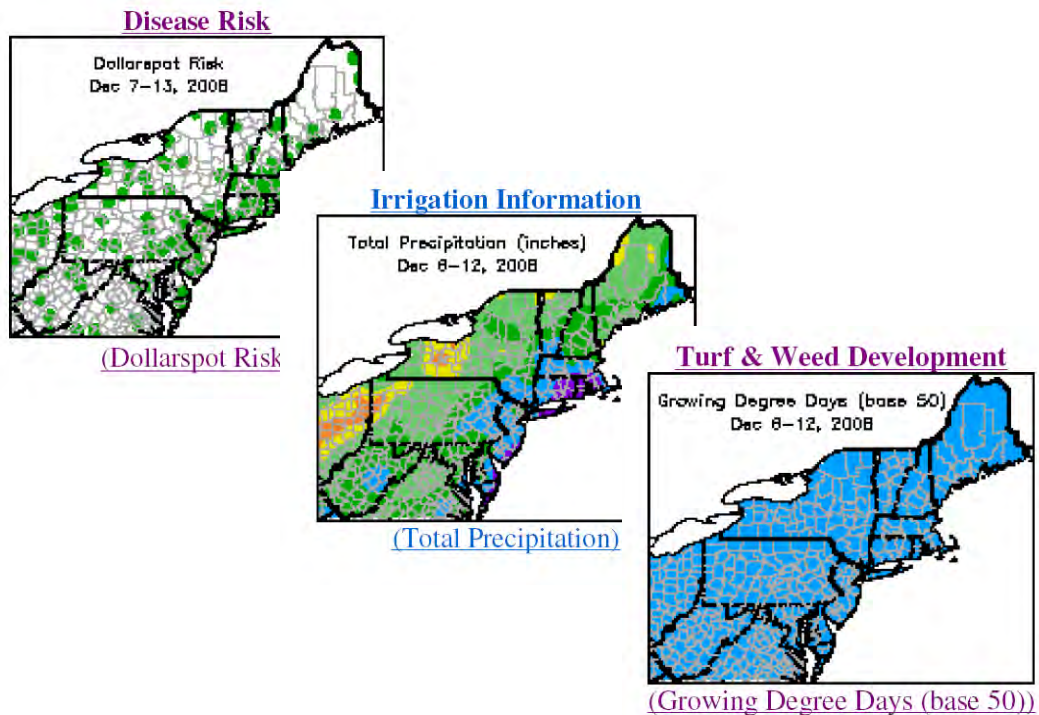 Disease Risk
Dollarspot Risk
Dec 7-13, 2008
(Dollarspot Risk
Irrigation Information
Total Precipitation (inches)
Dec 6-12, 2008
(Total Precipitation)
Turf & Weed Development
Growing Degree Days (base 50)
Dec 6-12, 2008
(Growing Degree Days (base 50))